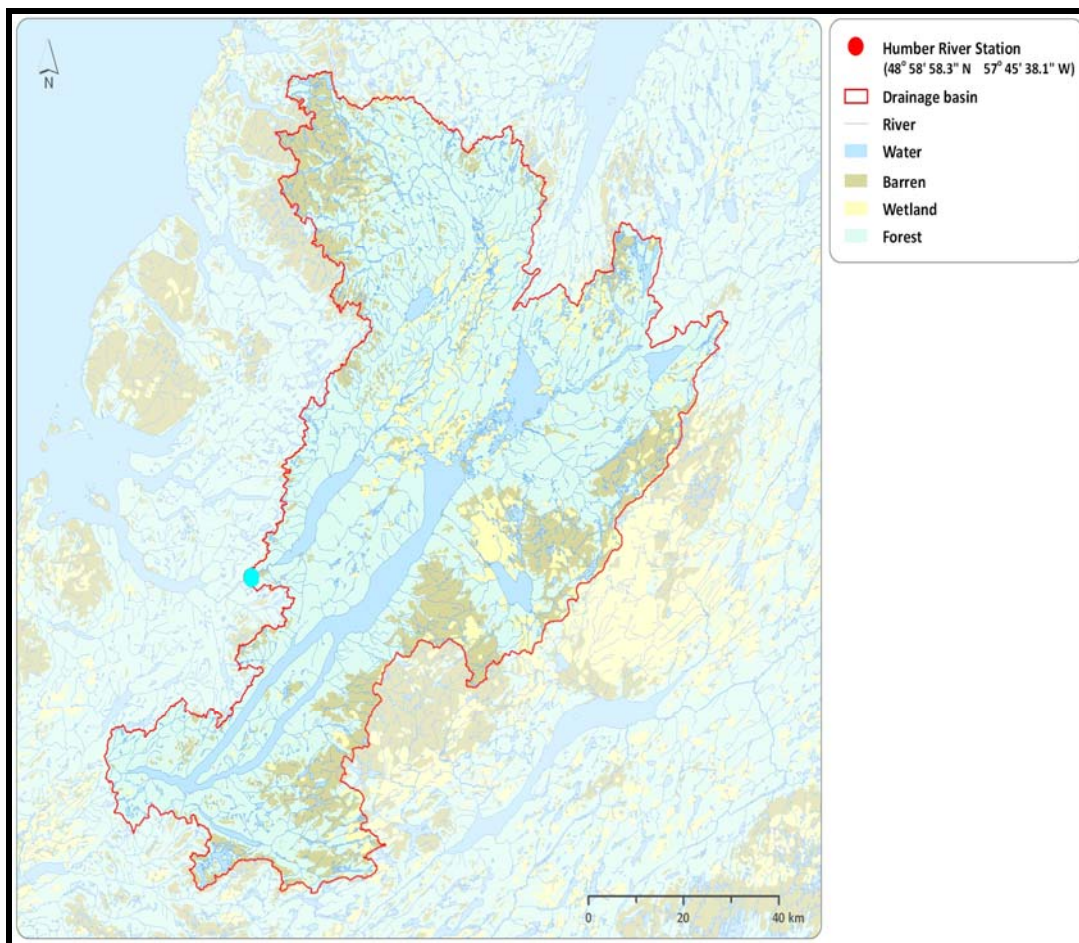 N
Humber River Station
(48° 58' 58.3" N 57° 45' 38.1" W)
Drainage basin
River
Water
Barren
Wetland
Forest
0 20 40 km